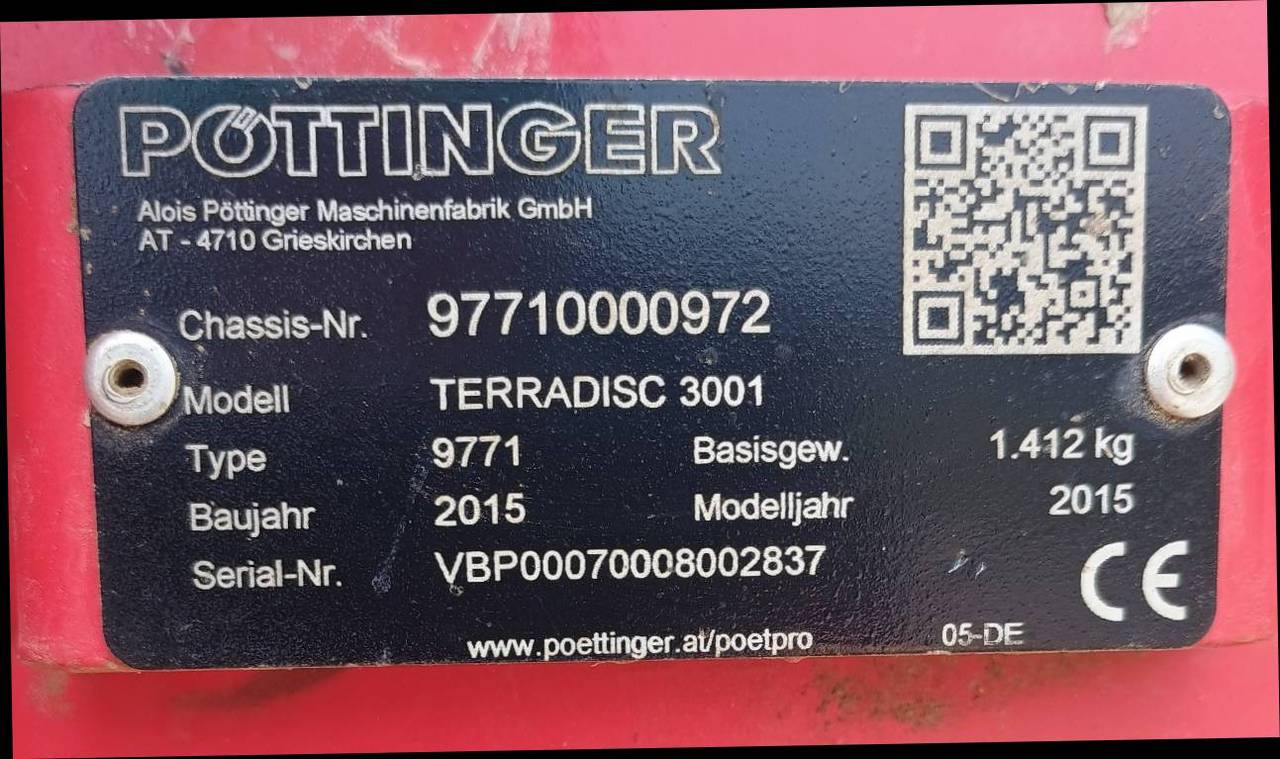 PÖTTINGER
Alois Pöttinger Maschinenfabrik GmbH
AT - 4710 Grieskirchen
Chassis-Nr. 97710000972
Modell TERRADISC 3001
Type 9771 Basisgew. 1.412 kg
Baujahr 2015 Modelljahr 2015
Serial-Nr. VBP00070008002837
CE
www.poettinger.at/poetpro 05-DE